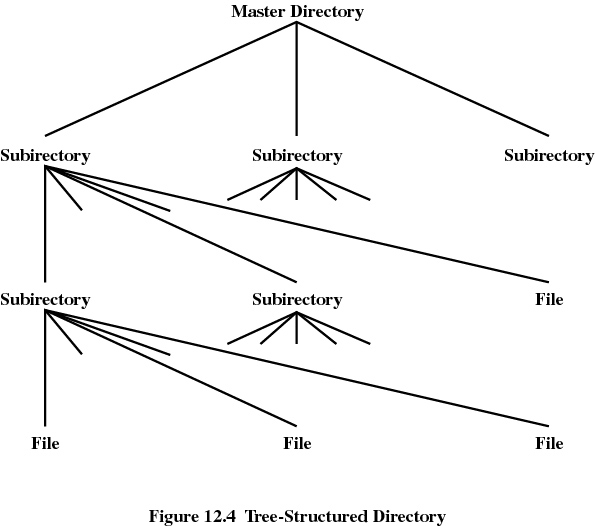 Master Directory
Subirectory Subirectory Subirectory
Subirectory Subirectory File
File File File
Figure 12.4 Tree-Structured Directory